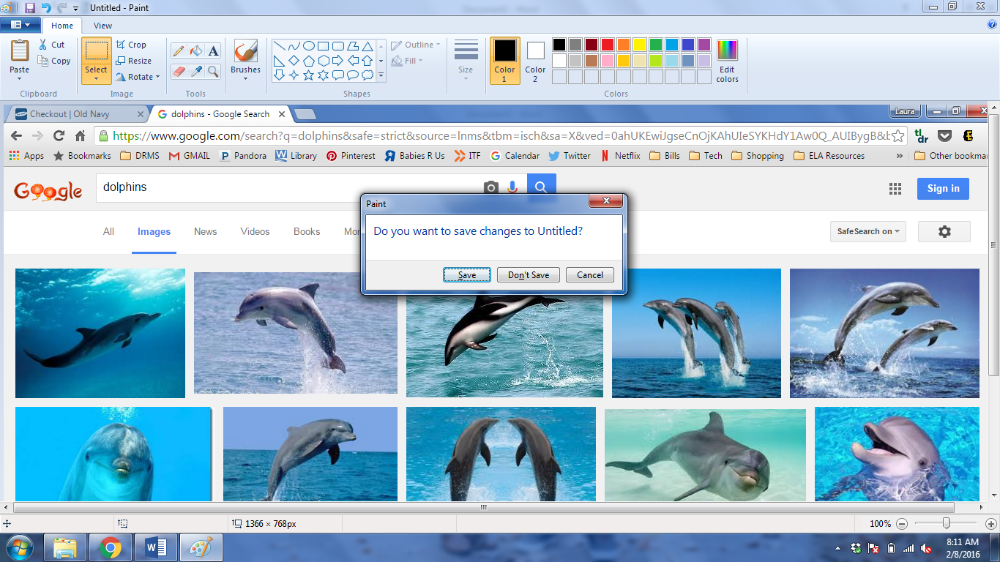 Untitled - Paint
Home View
Paste
Cut
Copy
Clipboard
Select
Crop
Resize
Rotate
Image
A
Tools
Brushes
Shapes
Outline
Fill
Size
Color 1
Color 2
Colors
Edit colors
Checkout | Old Navy
dolphins - Google Search
Laura
https://www.google.com/search?q=dolphins&safe=strict&source=lnms&tbm=isch&sa=X&ved=0ahUKEwiJgseCnOjKAhUIeSYKHdY1Aw0Q_AUIBygB&b
tl;dr
Apps Bookmarks DRMS GMAIL Pandora Library Pinterest Babies R Us ITF Calendar Twitter Netflix Bills Tech Shopping ELA Resources » Other bookmar
Google
dolphins
Sign in
All Images News Videos Books Mor
SafeSearch on
Paint
Do you want to save changes to Untitled?
Save Don't Save Cancel
1366 × 768px
100%
8:11 AM
2/8/2016